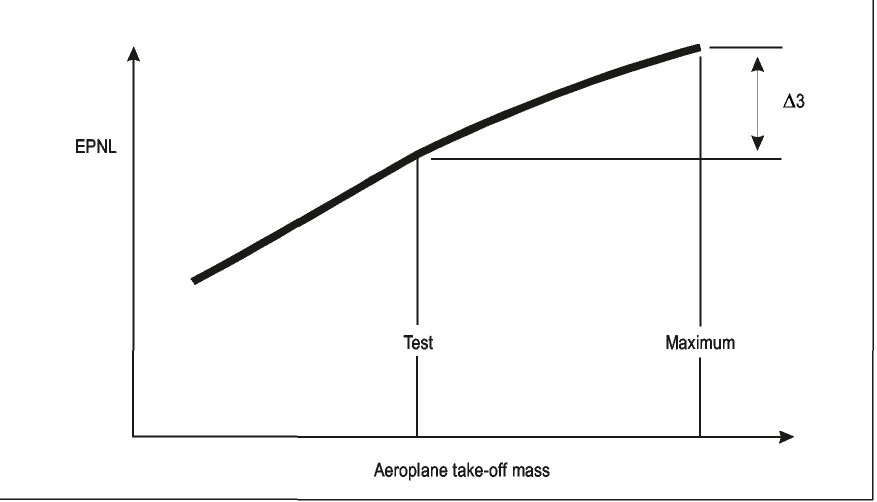 Δ3
EPNL
Test
Maximum
Aeroplane take-off mass